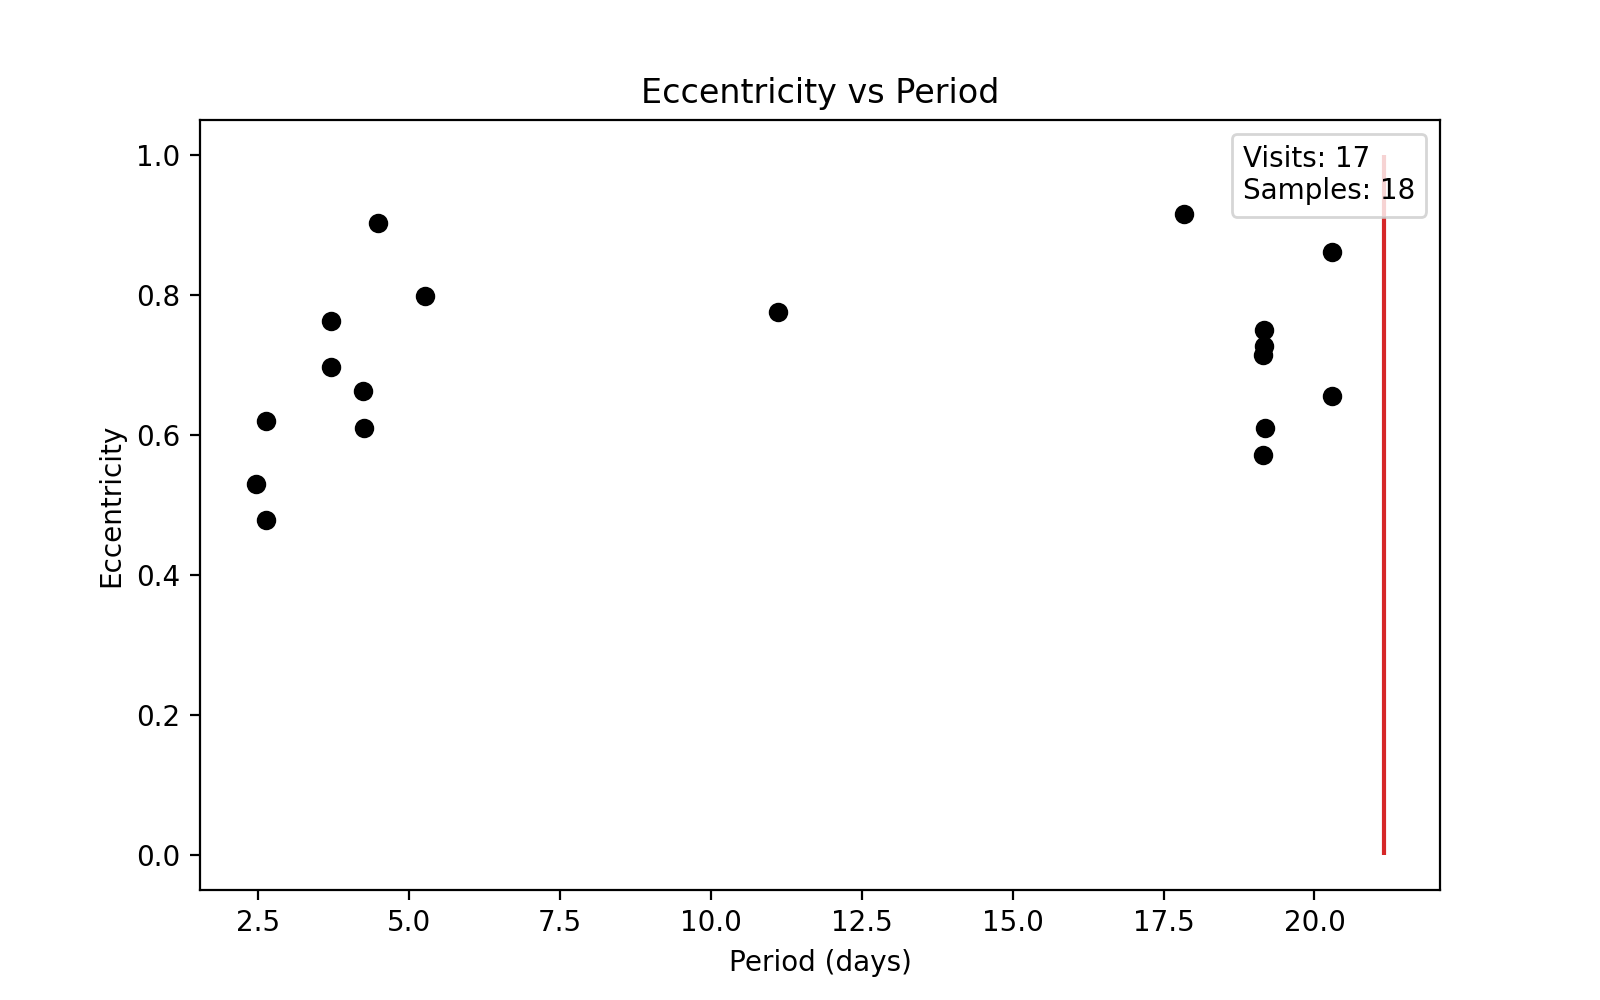 Eccentricity vs Period
Visits: 17
Samples: 18
1.0
0.8
0.6
0.4
0.2
0.0
Eccentricity
2.5 5.0 7.5 10.0 12.5 15.0 17.5 20.0
Period (days)